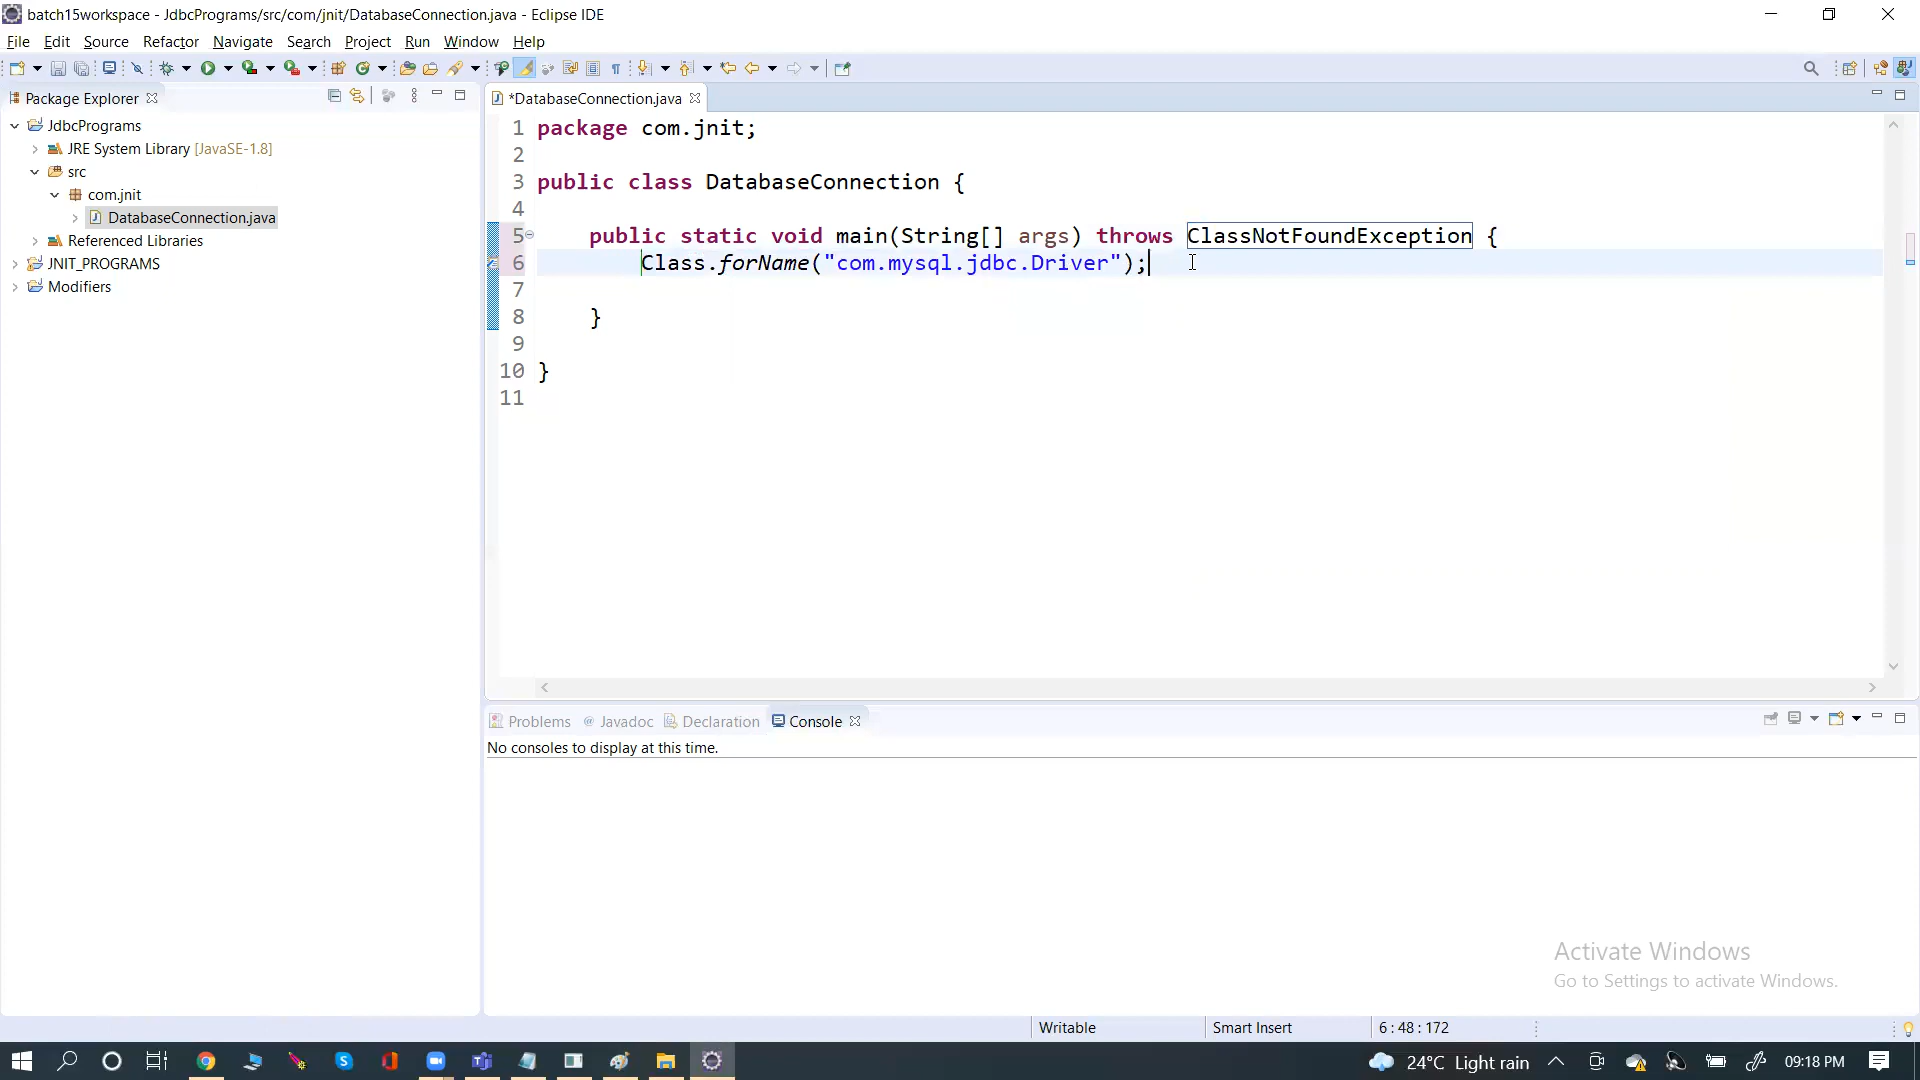 batch15workspace - JdbcPrograms/src/com/jnit/DatabaseConnection.java - Eclipse IDE
File Edit Source Refactor Navigate Search Project Run Window Help
Package Explorer
JdbcPrograms
JRE System Library [JavaSE-1.8]
src
com.jnit
DatabaseConnection.java
Referenced Libraries
JNIT_PROGRAMS
Modifiers
*DatabaseConnection.java
1 package com.jnit;
2
3 public class DatabaseConnection {
4
5 public static void main(String[] args) throws ClassNotFoundException {
6 Class.forName("com.mysql.jdbc.Driver");
7
8 }
9
10 }
11
Problems @ Javadoc Declaration Console
No consoles to display at this time.
Activate Windows
Go to Settings to activate Windows.
Writable Smart Insert 6 : 48 : 172
24°C Light rain 09:18 PM